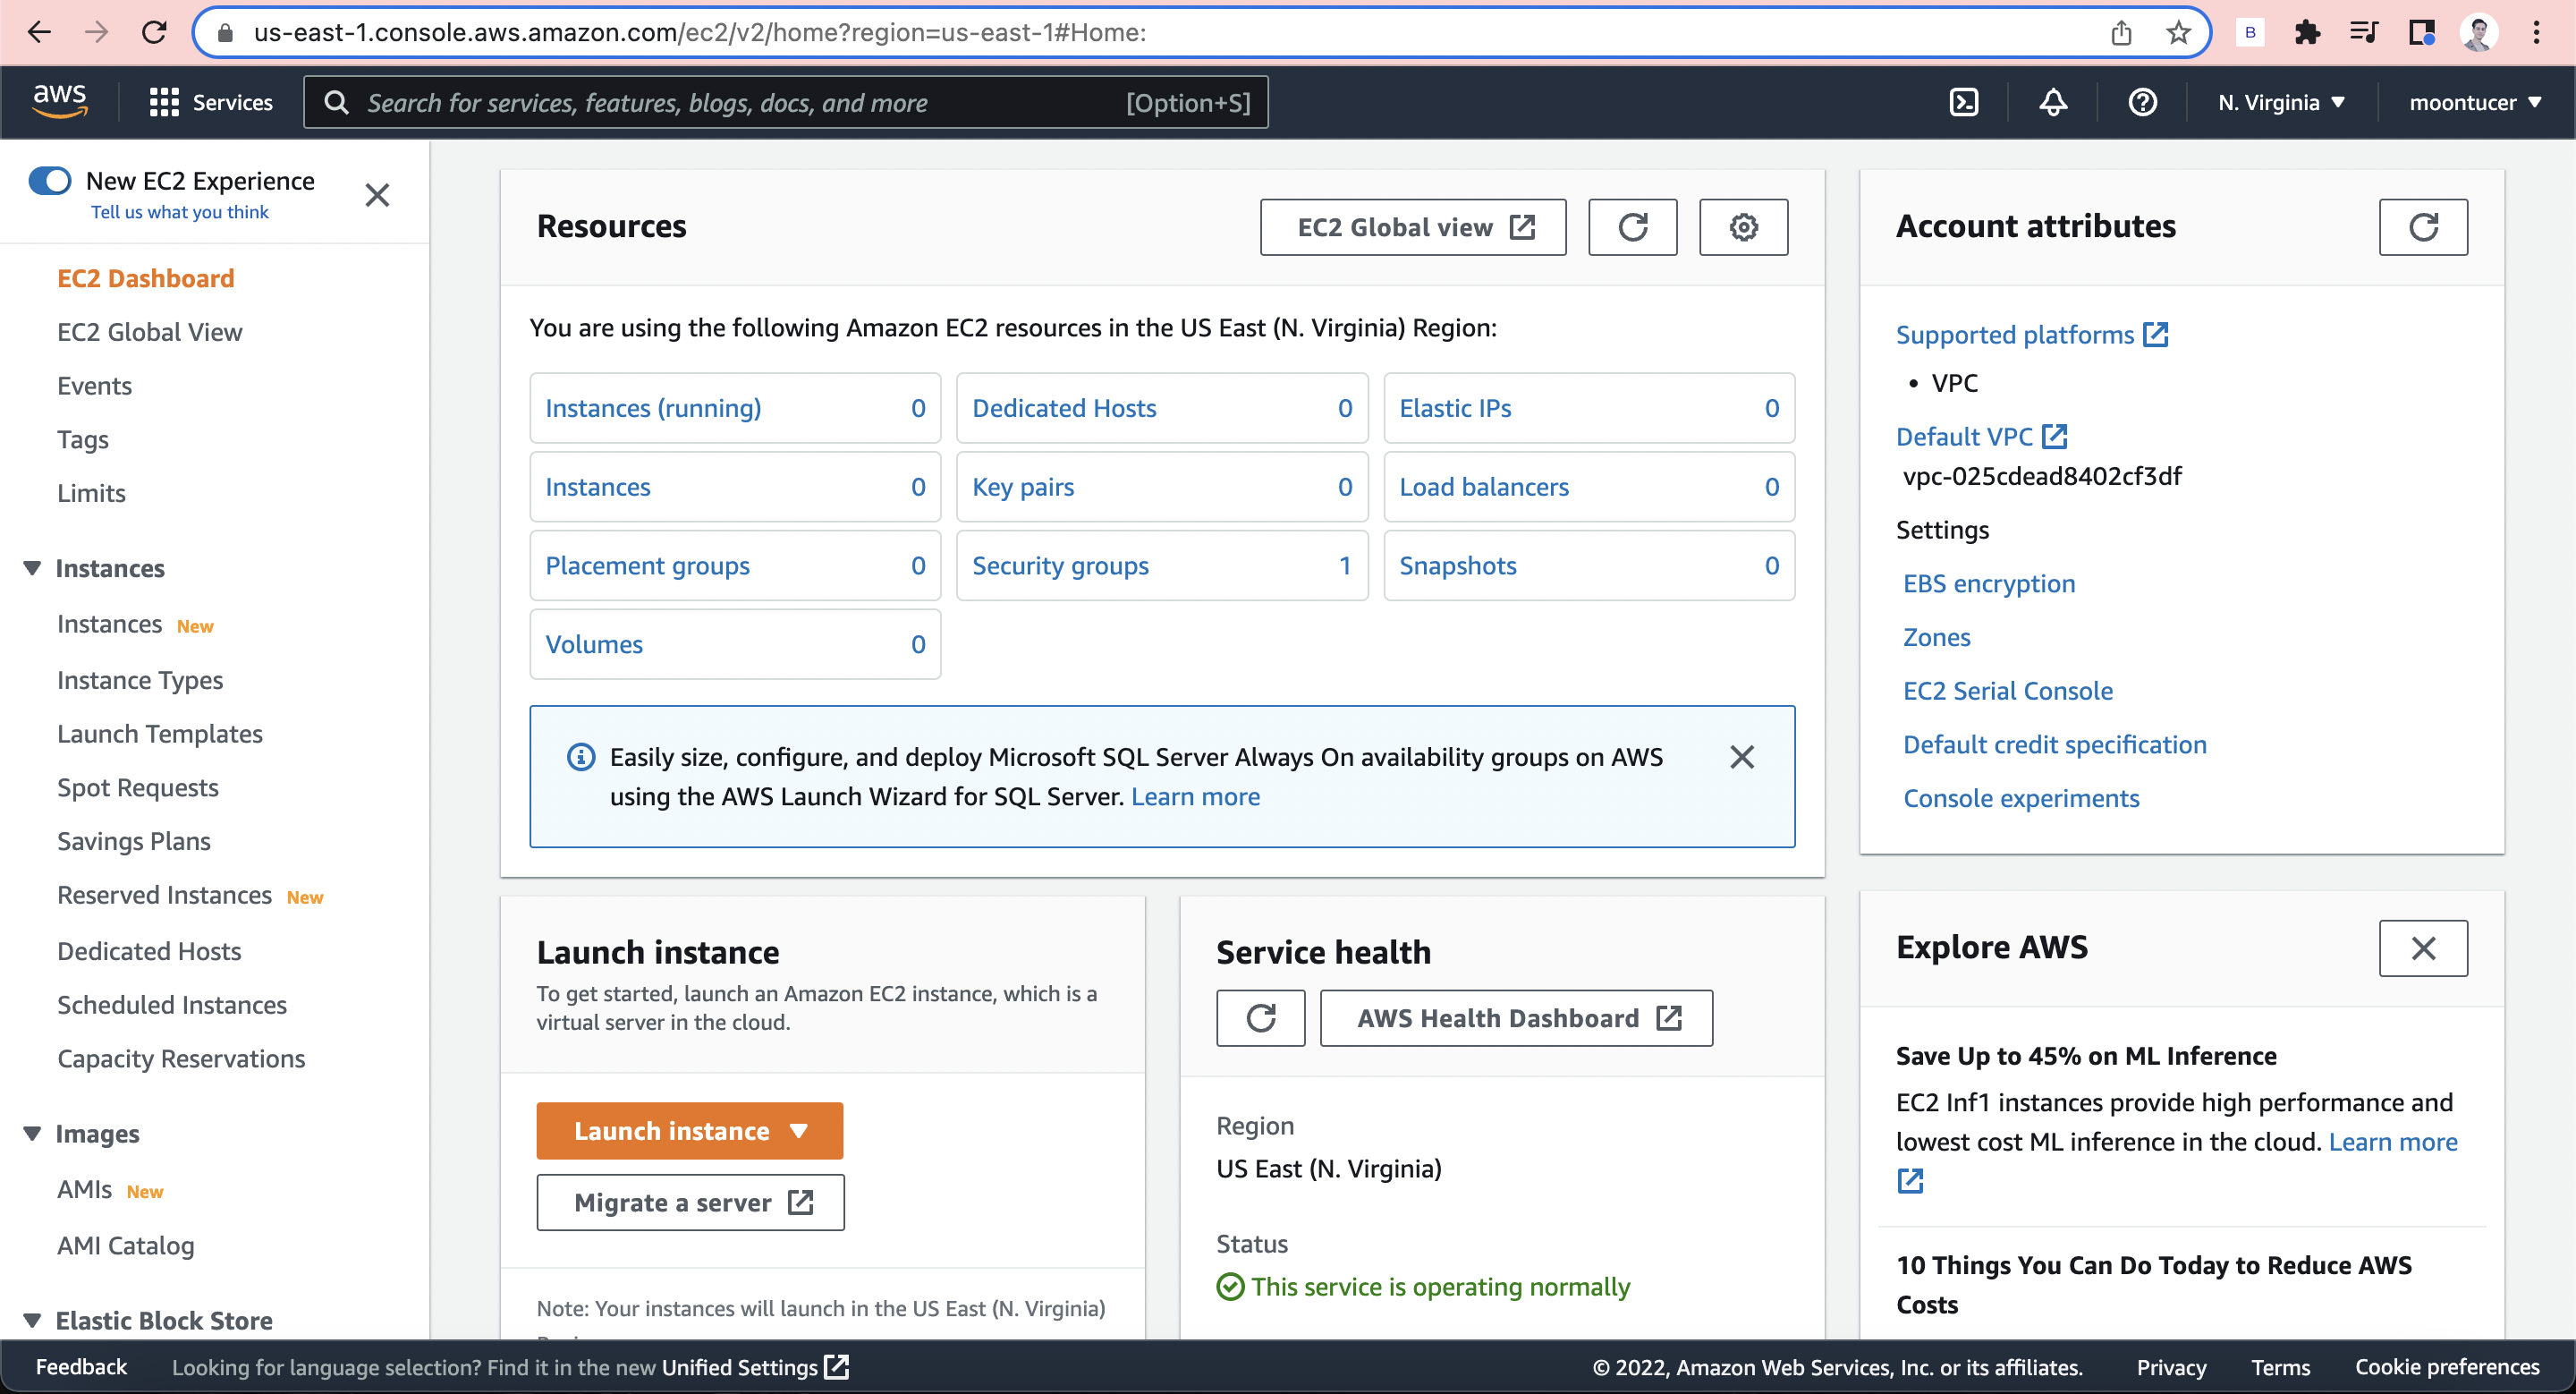 us-east-1.console.aws.amazon.com/ec2/v2/home?region=us-east-1#Home:
B
aws
Services
Search for services, features, blogs, docs, and more
[Option+S]
N. Virginia
moontucer
New EC2 Experience
Tell us what you think
EC2 Dashboard
EC2 Global View
Events
Tags
Limits
Instances
Instances New
Instance Types
Launch Templates
Spot Requests
Savings Plans
Reserved Instances New
Dedicated Hosts
Scheduled Instances
Capacity Reservations
Images
AMIs New
AMI Catalog
Elastic Block Store
Resources
EC2 Global view
You are using the following Amazon EC2 resources in the US East (N. Virginia) Region:
Instances (running) 0
Dedicated Hosts 0
Elastic IPs 0
Instances 0
Key pairs 0
Load balancers 0
Placement groups 0
Security groups 1
Snapshots 0
Volumes 0
Easily size, configure, and deploy Microsoft SQL Server Always On availability groups on AWS
using the AWS Launch Wizard for SQL Server. Learn more
Launch instance
To get started, launch an Amazon EC2 instance, which is a
virtual server in the cloud.
Launch instance
Migrate a server
Note: Your instances will launch in the US East (N. Virginia)
Service health
AWS Health Dashboard
Region
US East (N. Virginia)
Status
This service is operating normally
Account attributes
Supported platforms
• VPC
Default VPC
vpc-025cdead8402cf3df
Settings
EBS encryption
Zones
EC2 Serial Console
Default credit specification
Console experiments
Explore AWS
Save Up to 45% on ML Inference
EC2 Inf1 instances provide high performance and
lowest cost ML inference in the cloud. Learn more
10 Things You Can Do Today to Reduce AWS
Costs
Feedback
Looking for language selection? Find it in the new Unified Settings
© 2022, Amazon Web Services, Inc. or its affiliates.
Privacy
Terms
Cookie preferences